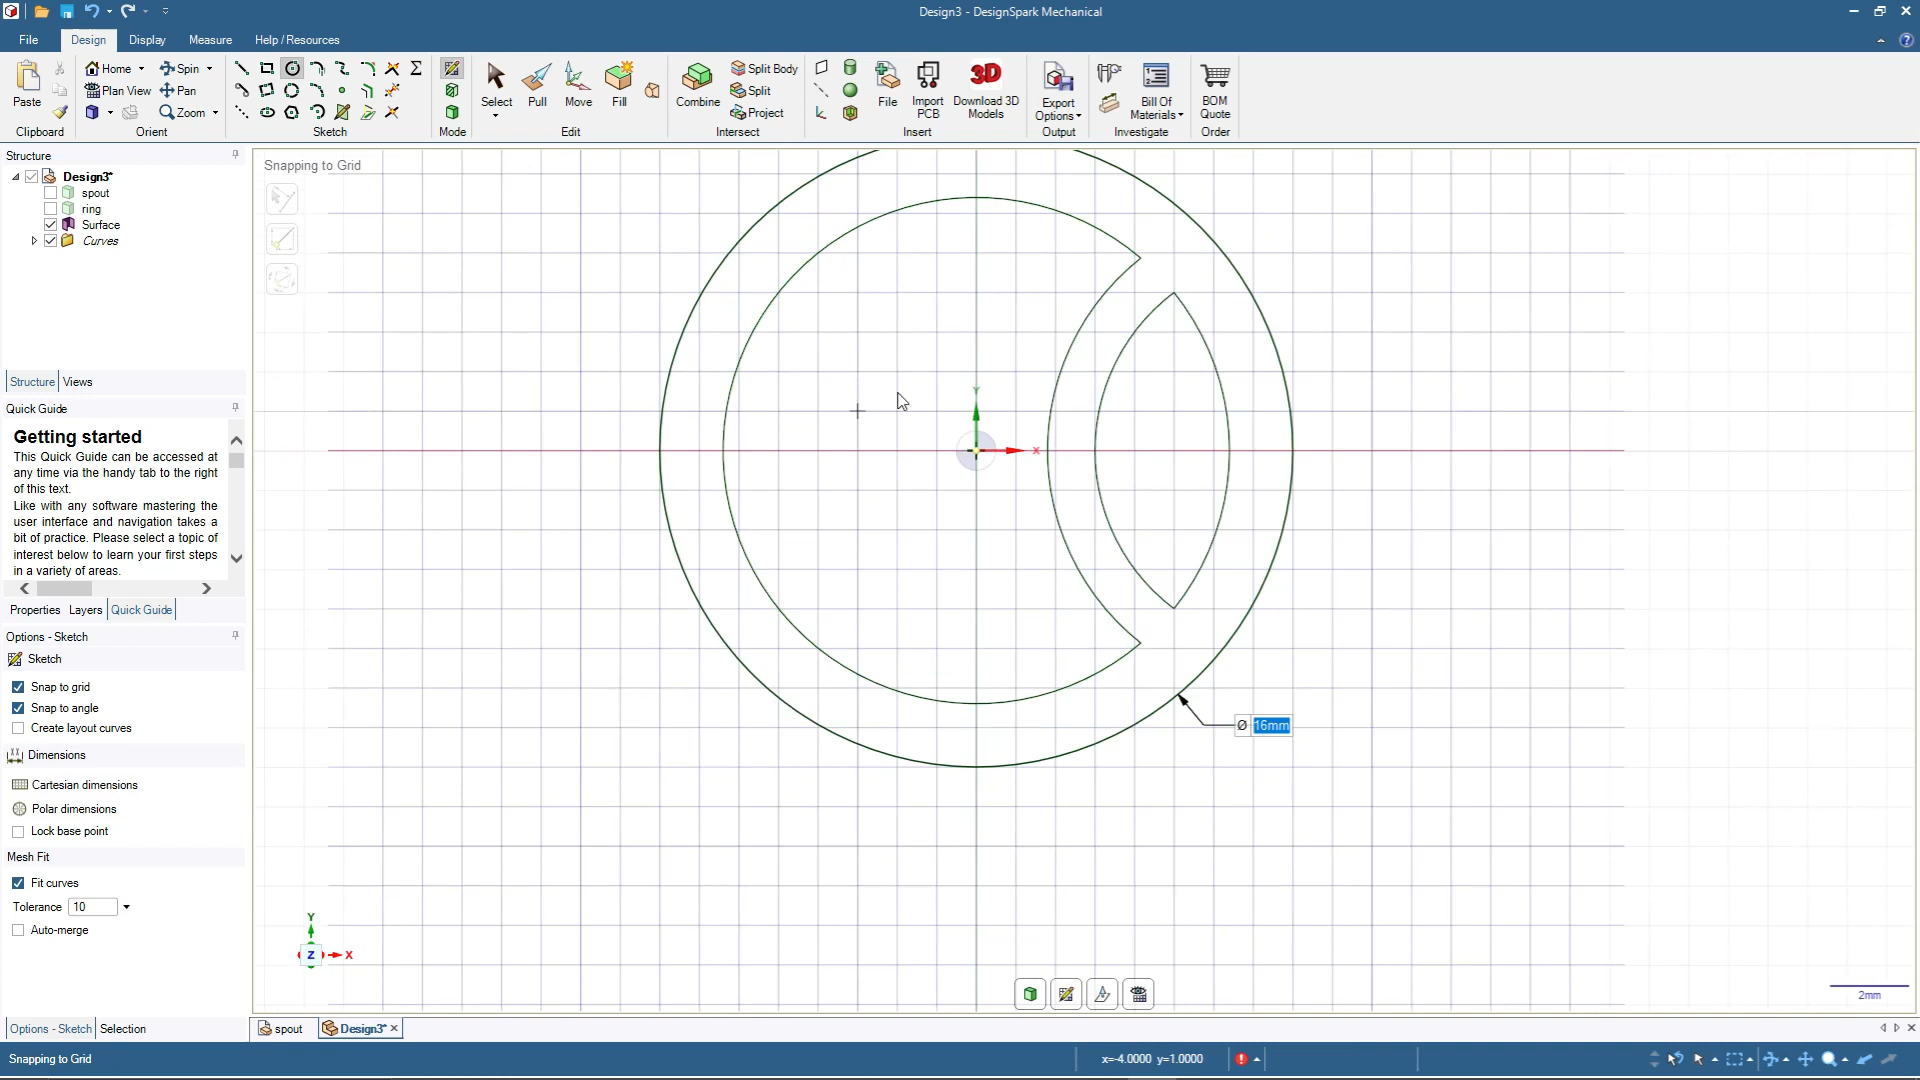 Design3 - DesignSpark Mechanical
File Design Display Measure Help / Resources
Paste
Clipboard
Home Spin
Plan View Pan
Zoom
Orient
Sketch
Mode
Select Pull Move Fill
Edit
Combine
Split Body
Split
Project
Intersect
File
Import PCB
3D
Download 3D Models
Insert
Export Options
Output
Bill Of Materials
Investigate
BOM Quote
Order
Structure
Design3*
spout
ring
Surface
Curves
Structure Views
Quick Guide
Getting started
This Quick Guide can be accessed at
any time via the handy tab to the right
of this text.
Like with any software mastering the
user interface and navigation takes a
bit of practice. Please select a topic of
interest below to learn your first steps
in a variety of areas.
Properties Layers Quick Guide
Options - Sketch
Sketch
Snap to grid
Snap to angle
Create layout curves
Dimensions
Cartesian dimensions
Polar dimensions
Lock base point
Mesh Fit
Fit curves
Tolerance 10
Auto-merge
Options - Sketch Selection
Snapping to Grid
Y
X
Ø 16mm
Y
Z X
2mm
spout Design3*
Snapping to Grid
x=-4.0000 y=1.0000